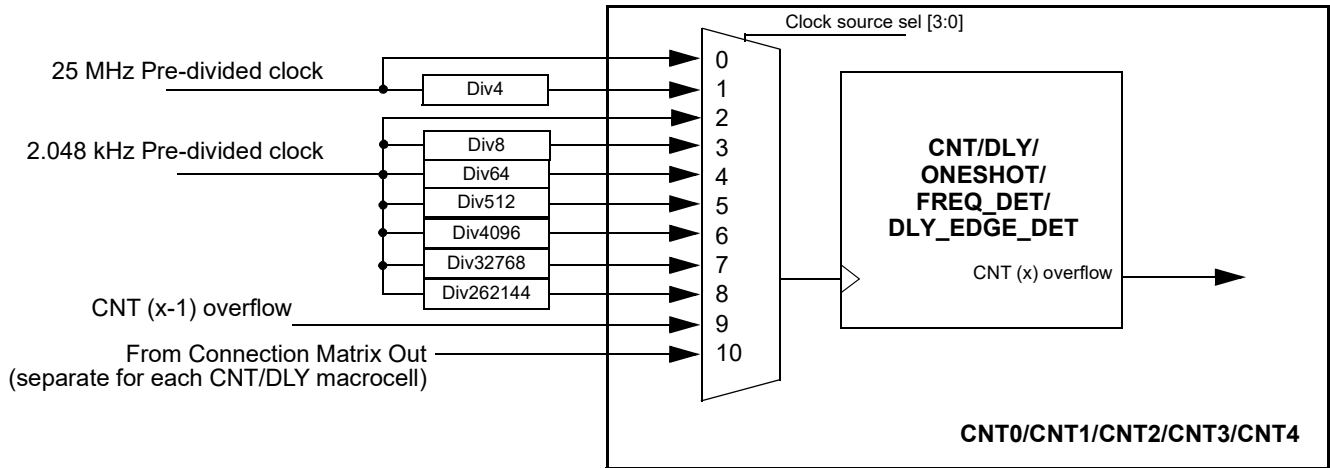 Clock source sel [3:0]
25 MHz Pre-divided clock
Div4
2.048 kHz Pre-divided clock
Div8
Div64
Div512
Div4096
Div32768
Div262144
CNT (x-1) overflow
From Connection Matrix Out
(separate for each CNT/DLY macrocell)
0
1
2
3
4
5
6
7
8
9
10
CNT/DLY/
ONESHOT/
FREQ_DET/
DLY_EDGE_DET
CNT (x) overflow
CNT0/CNT1/CNT2/CNT3/CNT4